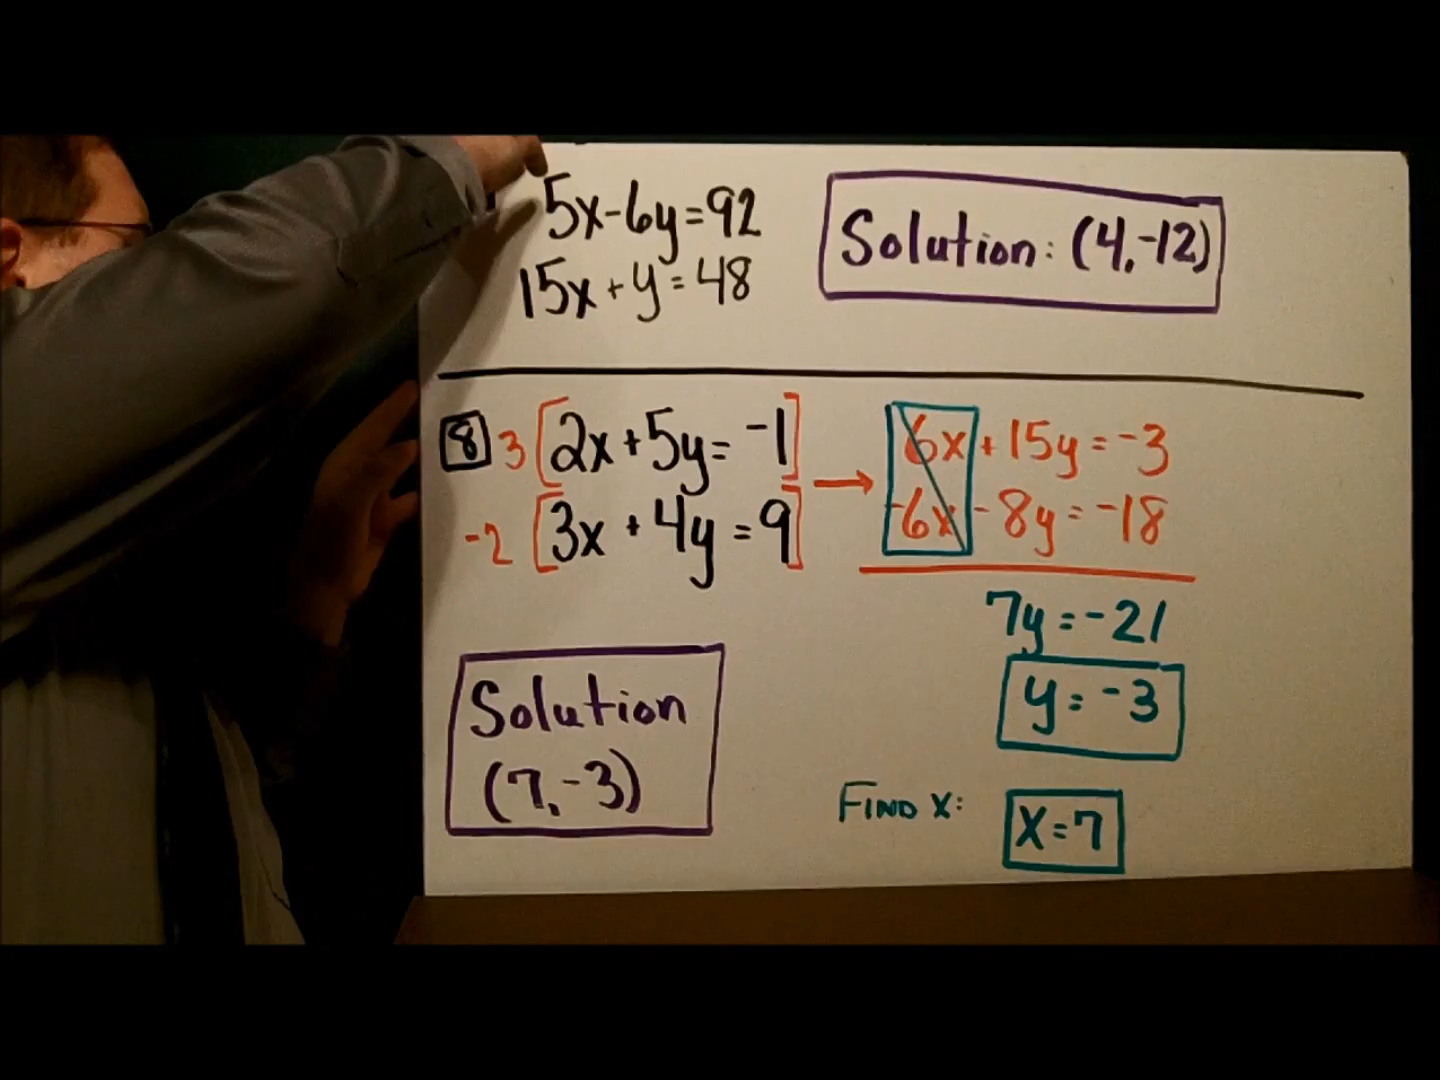 5x-6y=92
15x+y=48
Solution: (4,-12)
8 3[2x+5y=-1] → 6x+15y=-3
-2[3x+4y=9] -6x-8y=-18
7y=-21
y=-3
Find x: x=7
Solution
(7,-3)